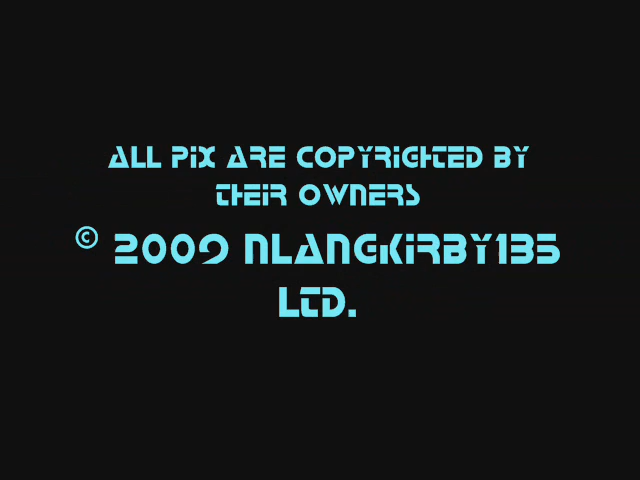 ALL PiX ARE COPYRIGHTED BY
THEiR OWNERS
© 2009 NLANGKiRBY135
LTD.